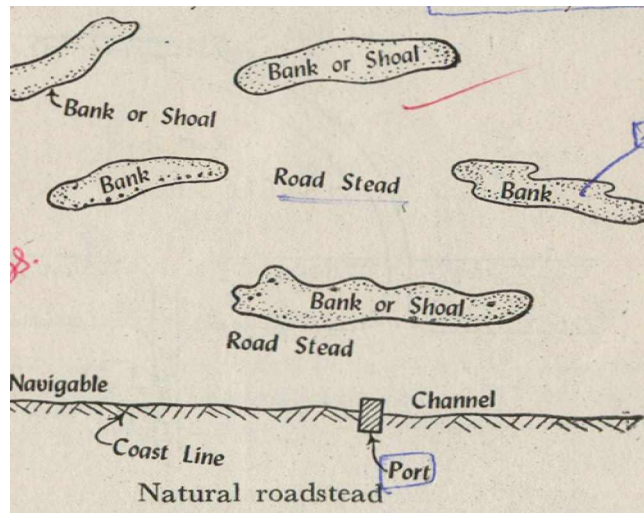 Bank or Shoal
Bank or Shoal
Bank
Road Stead
Bank
Bank or Shoal
Road Stead
Navigable
Channel
Coast Line
Port
Natural roadstead